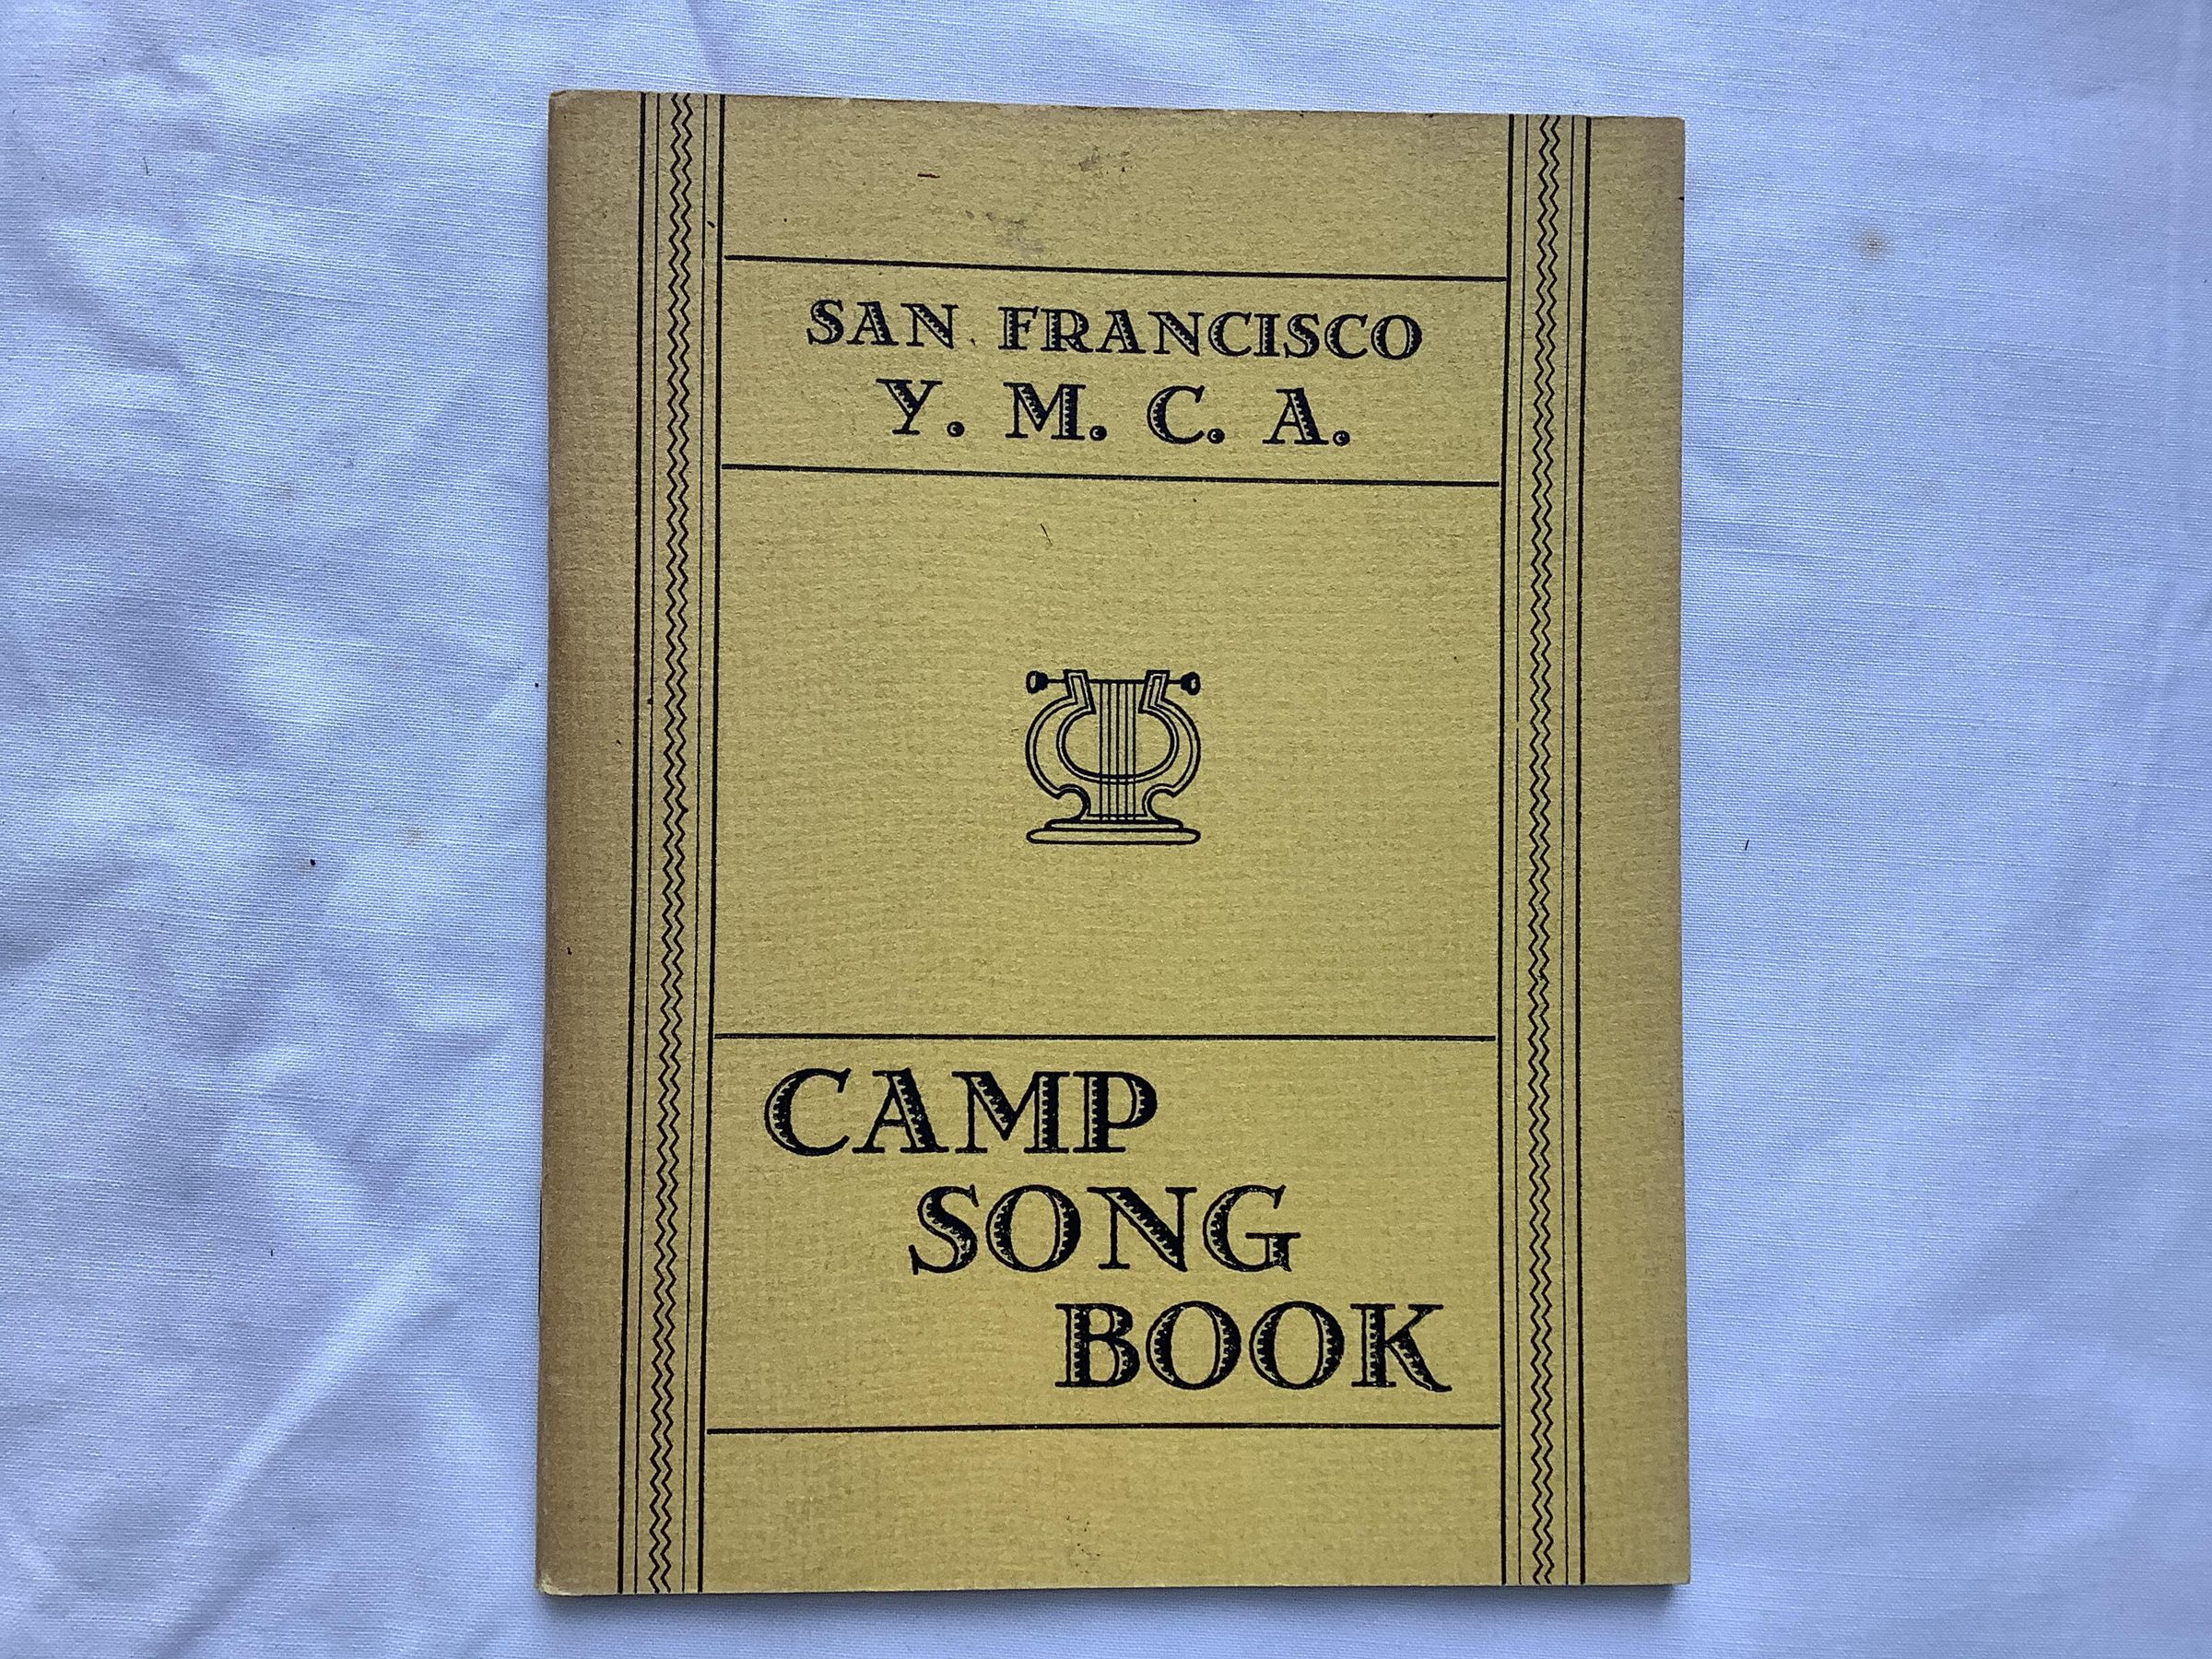 SAN FRANCISCO
Y. M. C. A.
CAMP
SONG
BOOK